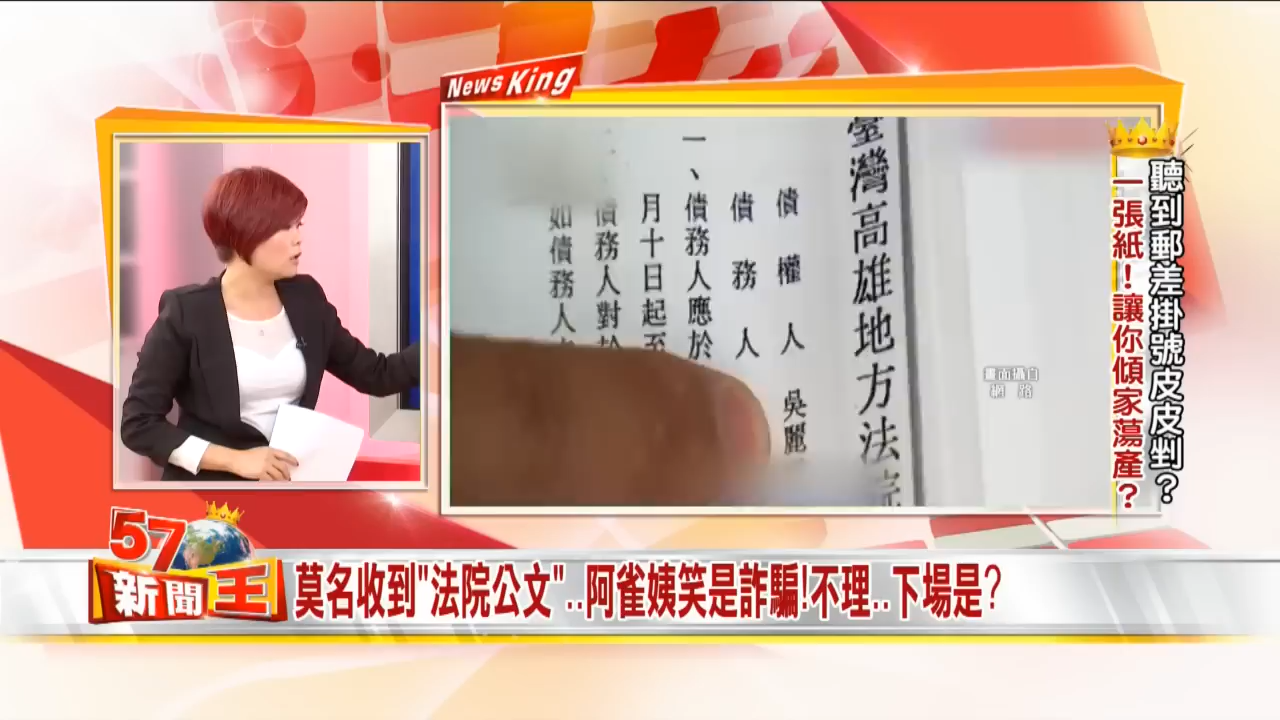 News King
聽到郵差掛號皮皮剉?
一張紙!讓你傾家蕩產?
臺灣高雄地方法院
債權人 吳麗
債務人
一、債務人應於
月十日起至
債務人對於
如債務人
畫面攝自
網路
57
新聞王
莫名收到"法院公文"..阿雀姨笑是詐騙!不理..下場是?